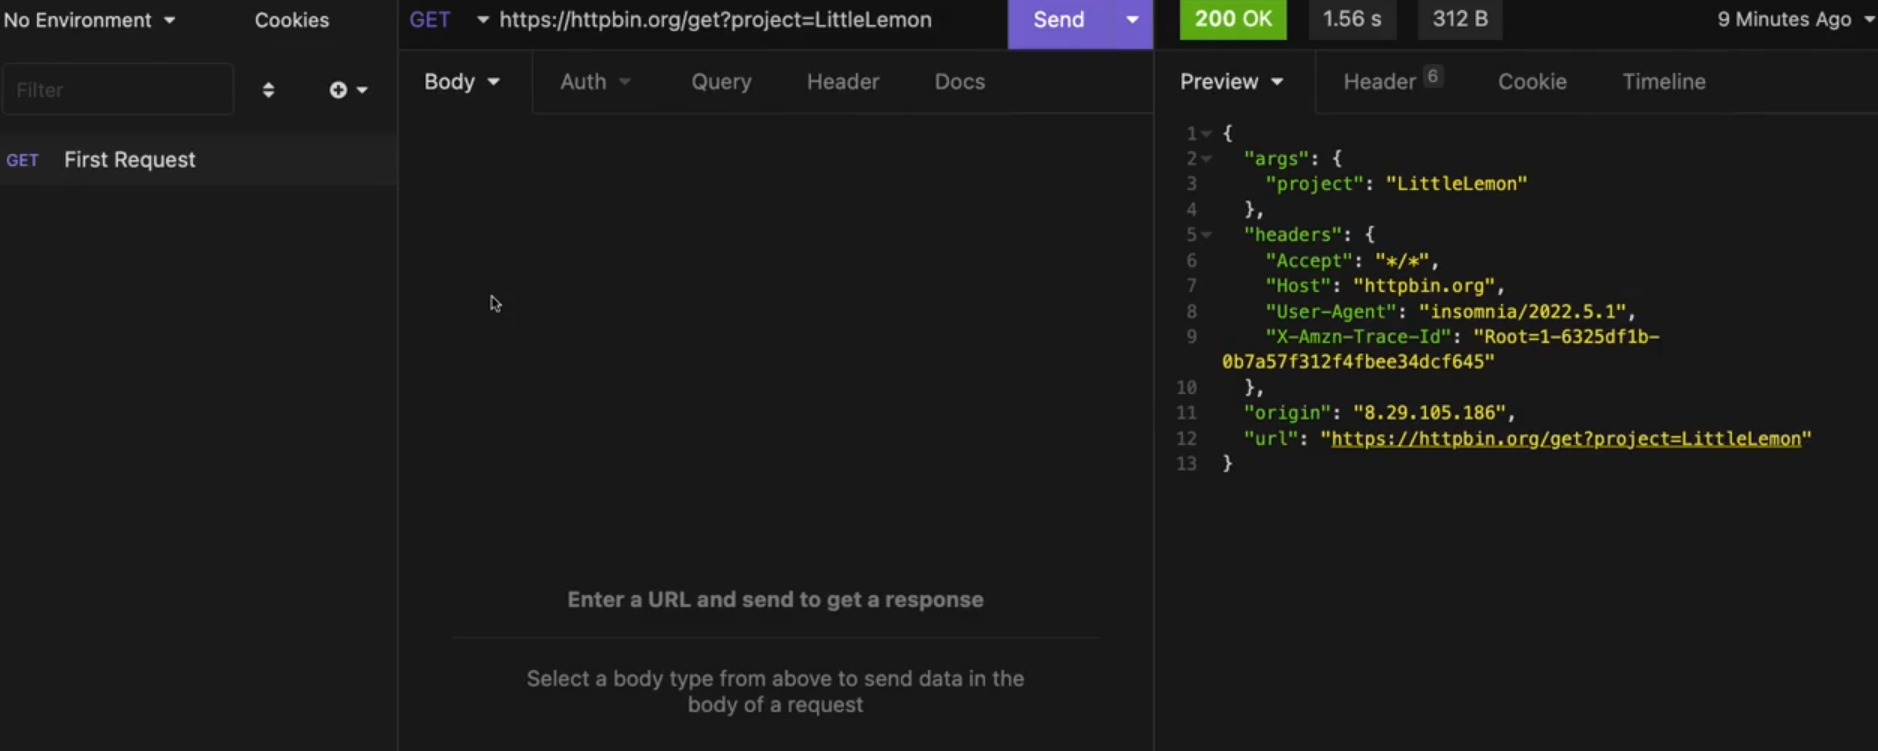 No Environment
Cookies
GET https://httpbin.org/get?project=LittleLemon
Send
200 OK
1.56 s
312 B
9 Minutes Ago
Filter
GET First Request
Body
Auth
Query
Header
Docs
Enter a URL and send to get a response
Select a body type from above to send data in the
body of a request
Preview
Header 6
Cookie
Timeline
1 {
2 "args": {
3 "project": "LittleLemon"
4 },
5 "headers": {
6 "Accept": "*/*",
7 "Host": "httpbin.org",
8 "User-Agent": "insomnia/2022.5.1",
9 "X-Amzn-Trace-Id": "Root=1-6325df1b-
0b7a57f312f4fbee34dcf645"
10 },
11 "origin": "8.29.105.186",
12 "url": "https://httpbin.org/get?project=LittleLemon"
13 }